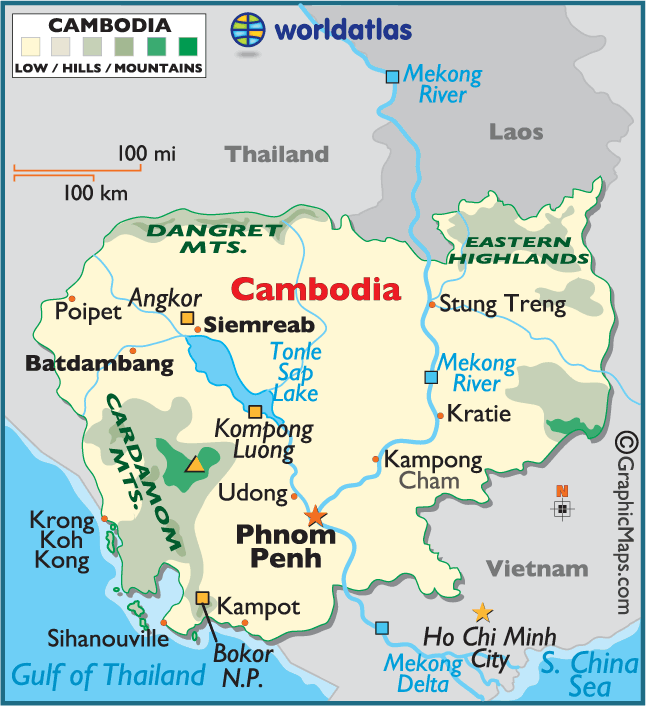 CAMBODIA
LOW / HILLS / MOUNTAINS
worldatlas
Mekong
River
Laos
Thailand
100 mi
100 km
DANGRET
MTS.
EASTERN
HIGHLANDS
Cambodia
Angkor
Poipet
Siemreab
Stung Treng
Batdambang
Tonle
Sap
Lake
Mekong
River
Kompong
Luong
Kratie
CARDAMOM
MTS.
Kampong
Cham
Udong
N
Krong
Koh
Kong
Phnom
Penh
Vietnam
Kampot
Sihanouville
Bokor
N.P.
Ho Chi Minh
City
Gulf of Thailand
Mekong
Delta
S. China
Sea
©GraphicMaps.com